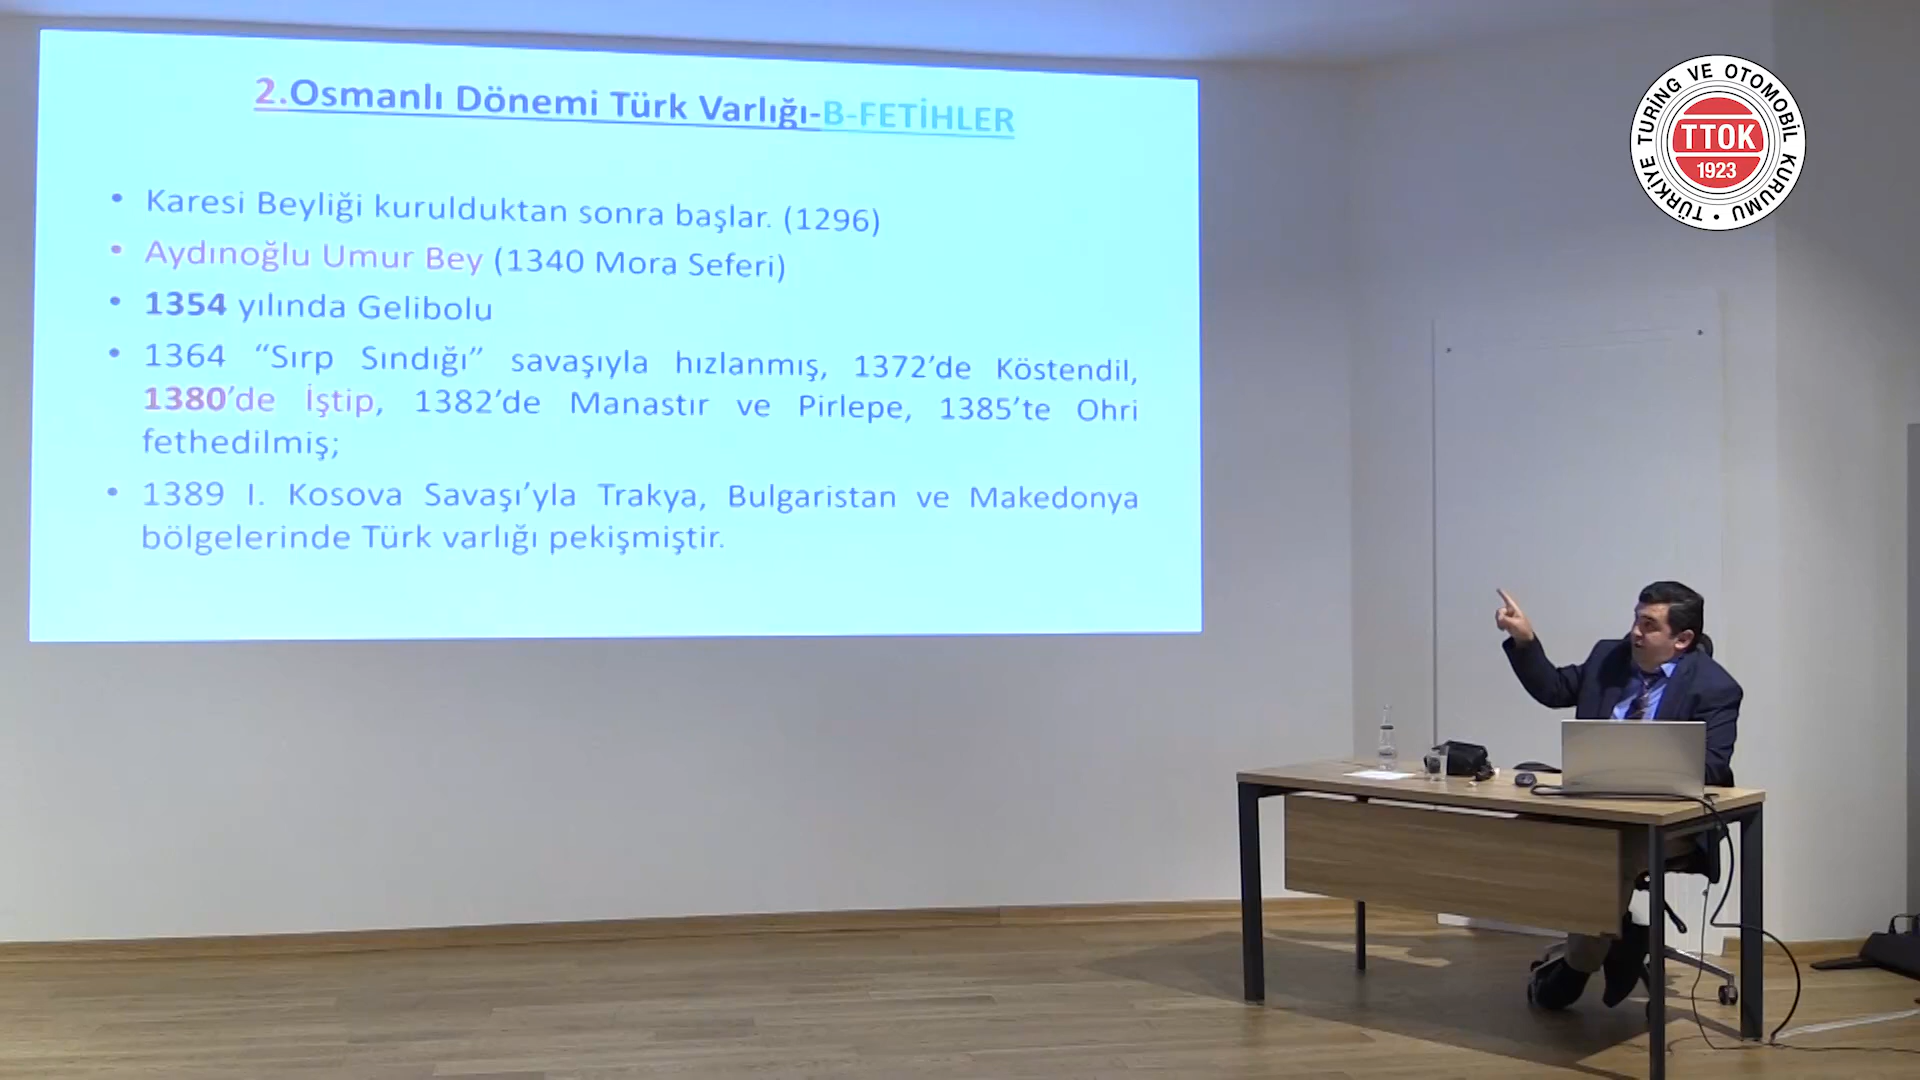 2.Osmanlı Dönemi Türk Varlığı-B-FETİHLER
• Karesi Beyliği kurulduktan sonra başlar. (1296)
• Aydınoğlu Umur Bey (1340 Mora Seferi)
• 1354 yılında Gelibolu
• 1364 “Sırp Sındığı” savaşıyla hızlanmış, 1372’de Köstendil,
1380’de İştip, 1382’de Manastır ve Pirlepe, 1385’te Ohri
fethedilmiş;
• 1389 I. Kosova Savaşı’yla Trakya, Bulgaristan ve Makedonya
bölgelerinde Türk varlığı pekişmiştir.
TÜRKİYE TURİNG VE OTOMOBİL KURUMU •
TTOK
1923